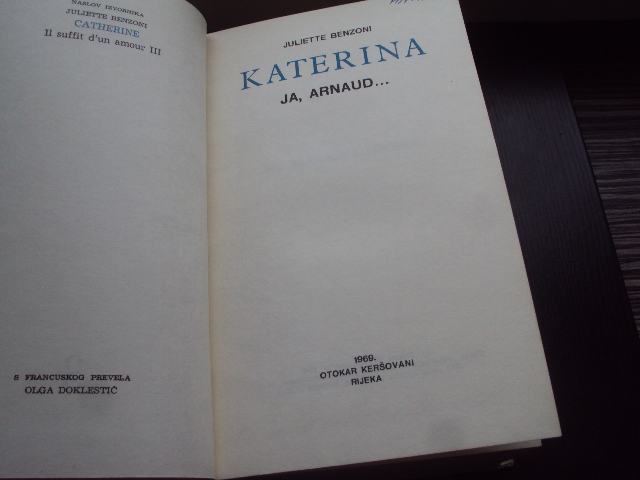 NASLOV IZVORNIKA
JULIETTE BENZONI
CATHERINE
Il suffit d'un amour III
S FRANCUSKOG PREVELA
OLGA DOKLESTIĆ
JULIETTE BENZONI
KATERINA
JA, ARNAUD...
1969.
OTOKAR KERŠOVANI
RIJEKA